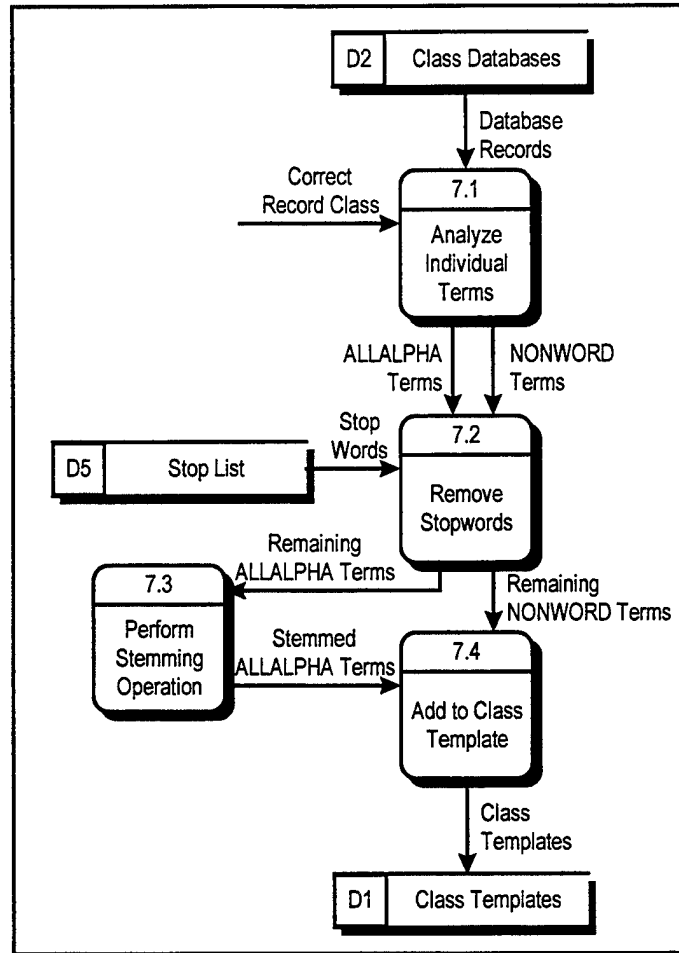 D2 Class Databases
Database
Records
Correct
Record Class
7.1
Analyze
Individual
Terms
ALLALPHA
Terms
NONWORD
Terms
Stop
Words
D5 Stop List
7.2
Remove
Stopwords
Remaining
ALLALPHA Terms
Remaining
NONWORD Terms
7.3
Perform
Stemming
Operation
Stemmed
ALLALPHA Terms
7.4
Add to Class
Template
Class
Templates
D1 Class Templates